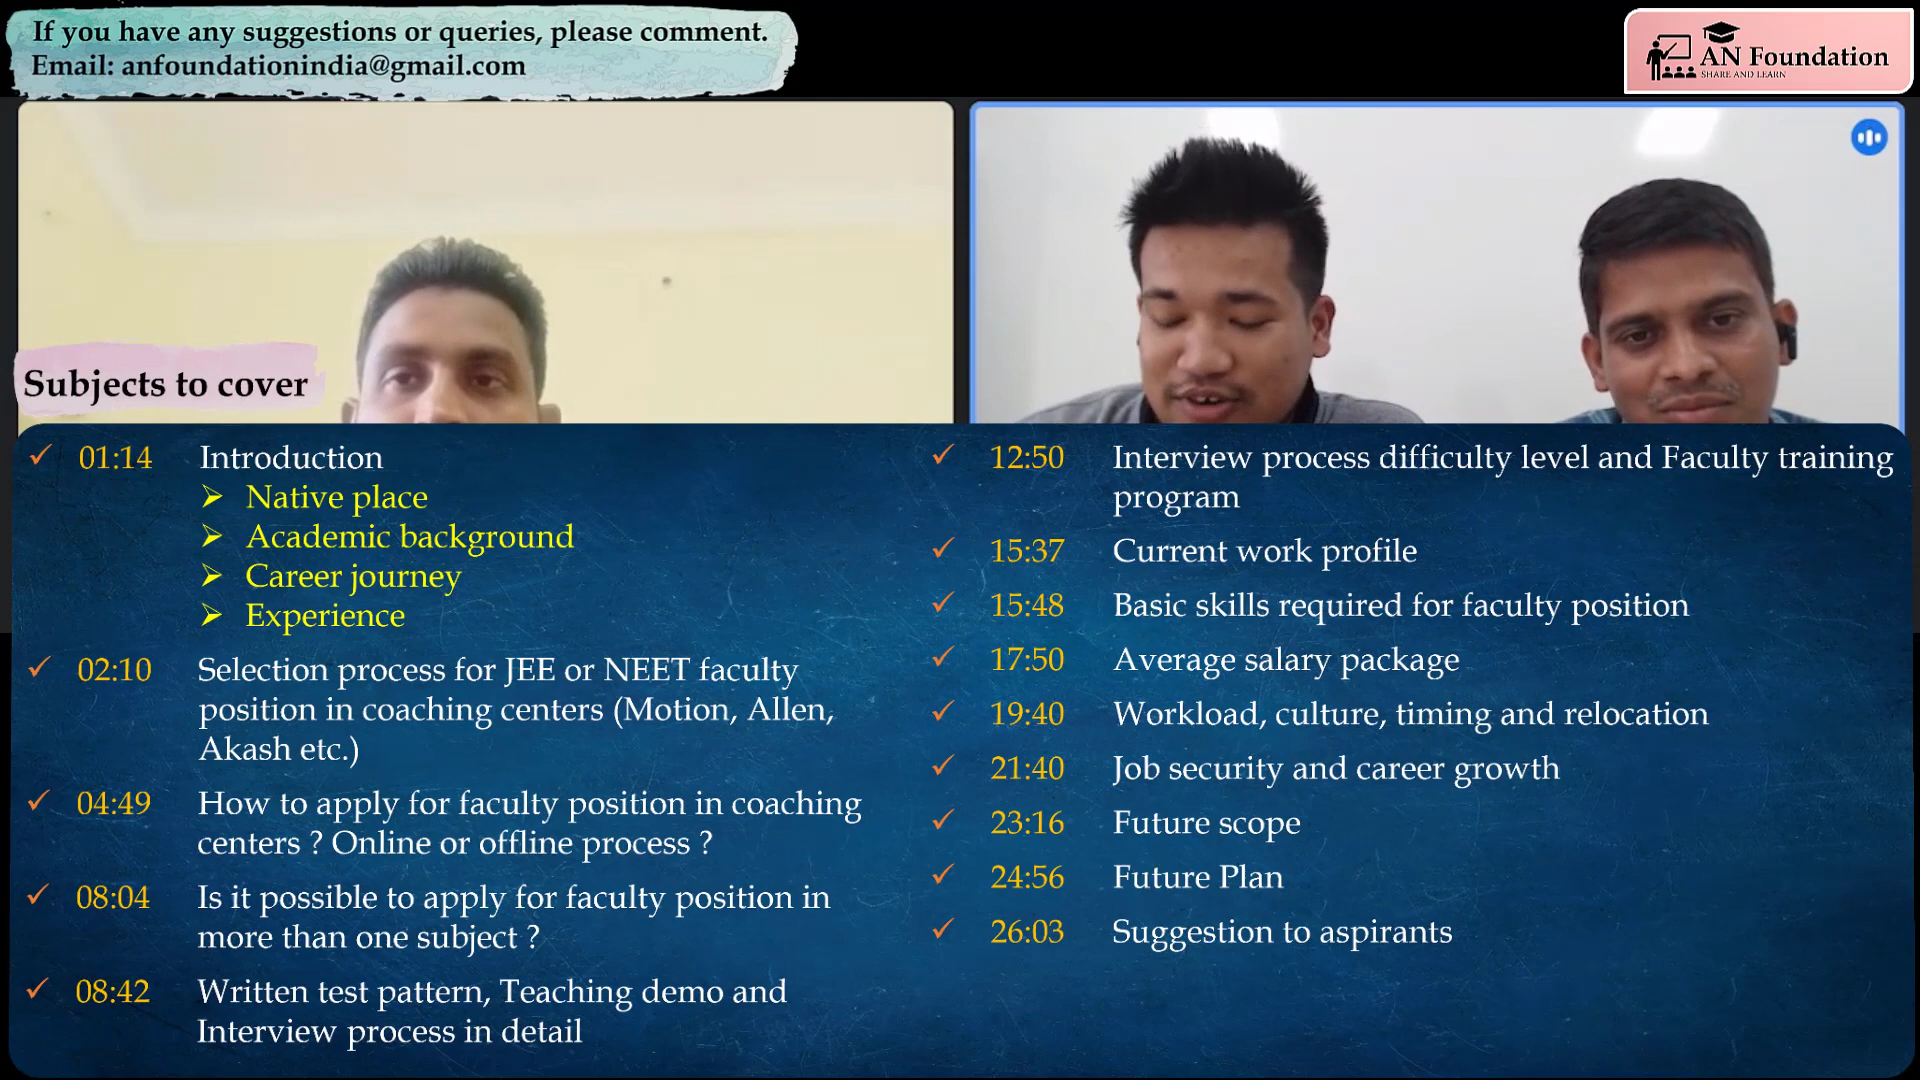 If you have any suggestions or queries, please comment.
Email: anfoundationindia@gmail.com
AN Foundation
SHARE AND LEARN
Subjects to cover
01:14 Introduction
Native place
Academic background
Career journey
Experience
02:10 Selection process for JEE or NEET faculty
position in coaching centers (Motion, Allen,
Akash etc.)
04:49 How to apply for faculty position in coaching
centers ? Online or offline process ?
08:04 Is it possible to apply for faculty position in
more than one subject ?
08:42 Written test pattern, Teaching demo and
Interview process in detail
12:50 Interview process difficulty level and Faculty training
program
15:37 Current work profile
15:48 Basic skills required for faculty position
17:50 Average salary package
19:40 Workload, culture, timing and relocation
21:40 Job security and career growth
23:16 Future scope
24:56 Future Plan
26:03 Suggestion to aspirants